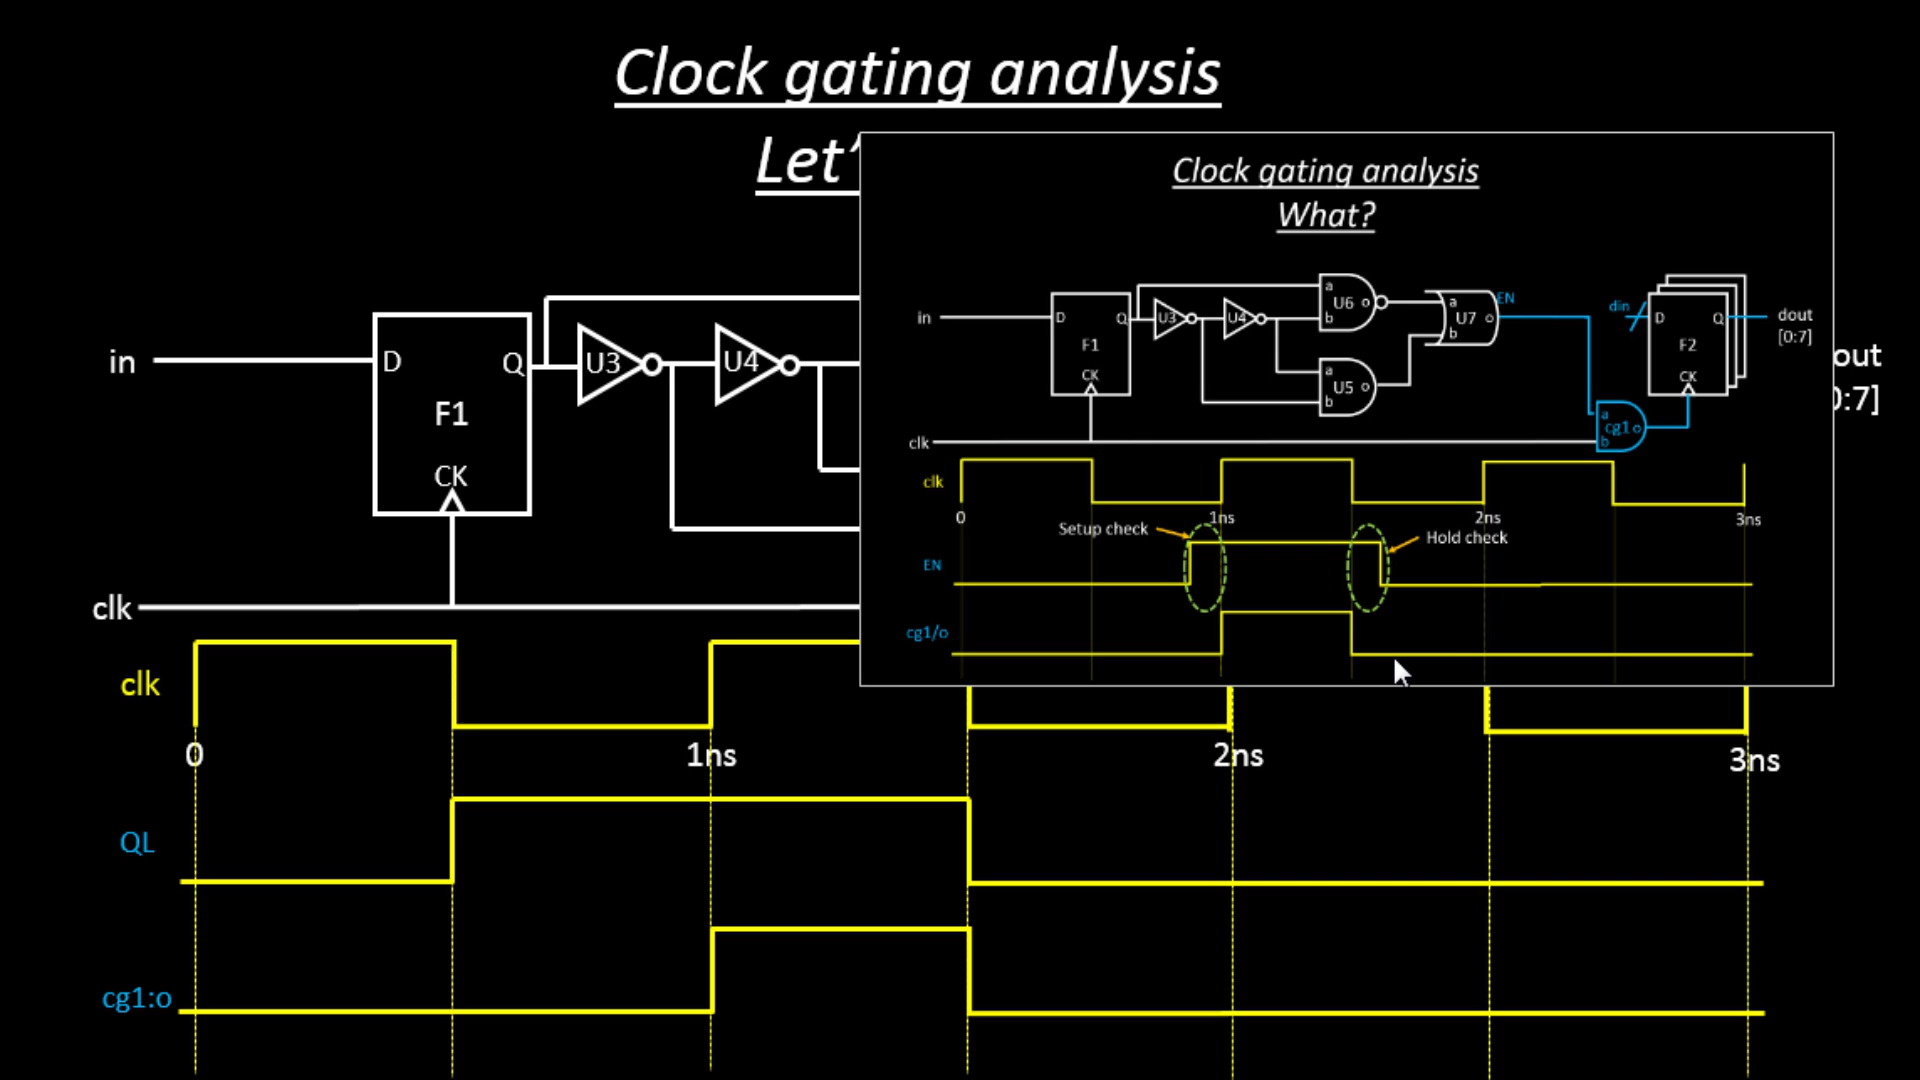 Clock gating analysis
Let'
in
D
Q
U3
U4
F1
CK
clk
clk
0
1ns
2ns
3ns
QL
cg1:o
out
0:7]
Clock gating analysis
What?
in
D
Q
F1
CK
U3
U4
a
U6
o
b
a
U5
o
b
a
U7
o
b
EN
din
D
Q
F2
CK
dout
[0:7]
a
cg1 o
b
clk
clk
0
1ns
2ns
3ns
Setup check
Hold check
EN
cg1/o